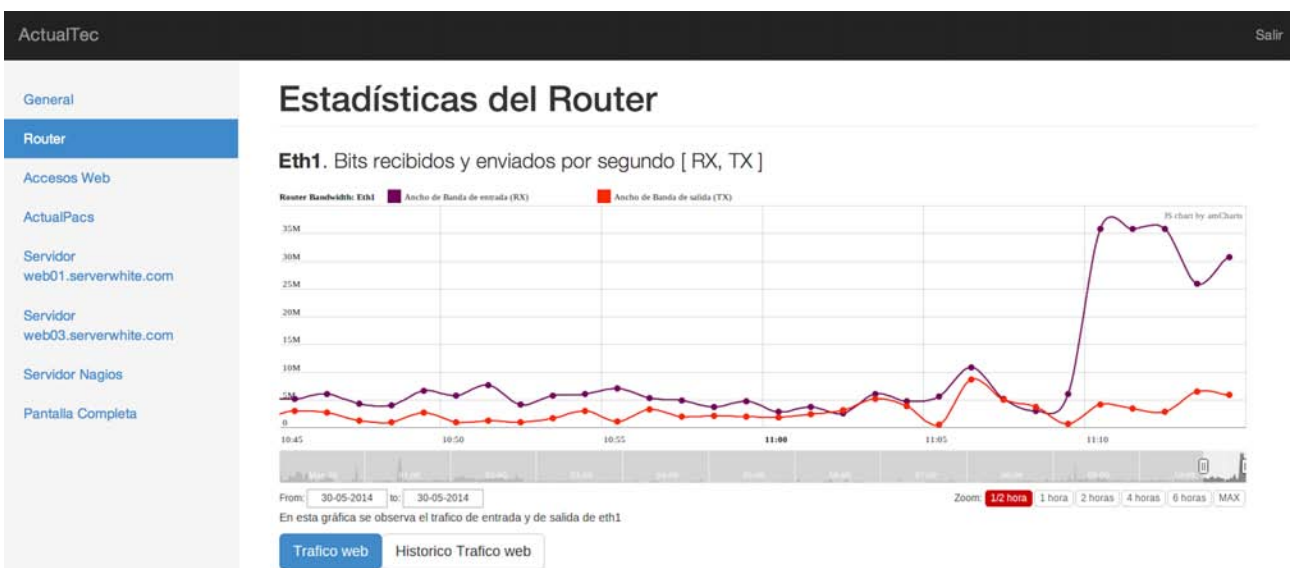 ActualTec
Salir
General
Router
Accesos Web
ActualPacs
Servidor
web01.serverwhite.com
Servidor
web03.serverwhite.com
Servidor Nagios
Pantalla Completa
Estadísticas del Router
Eth1. Bits recibidos y enviados por segundo [ RX, TX ]
Router Bandwidth: Eth1 Ancho de Banda de entrada (RX) Ancho de Banda de salida (TX)
JS chart by amCharts
35M
30M
25M
20M
15M
10M
5M
0
10:45 10:50 10:55 11:00 11:05 11:10
From: 30-05-2014 to: 30-05-2014
Zoom: 1/2 hora 1 hora 2 horas 4 horas 6 horas MAX
En esta gráfica se observa el trafico de entrada y de salida de eth1
Trafico web Historico Trafico web